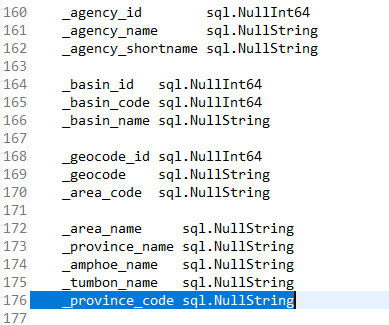 160 _agency_id sql.NullInt64
161 _agency_name sql.NullString
162 _agency_shortname sql.NullString
163
164 _basin_id sql.NullInt64
165 _basin_code sql.NullInt64
166 _basin_name sql.NullString
167
168 _geocode_id sql.NullInt64
169 _geocode sql.NullString
170 _area_code sql.NullString
171
172 _area_name sql.NullString
173 _province_name sql.NullString
174 _amphoe_name sql.NullString
175 _tumbon_name sql.NullString
176 _province_code sql.NullString
177